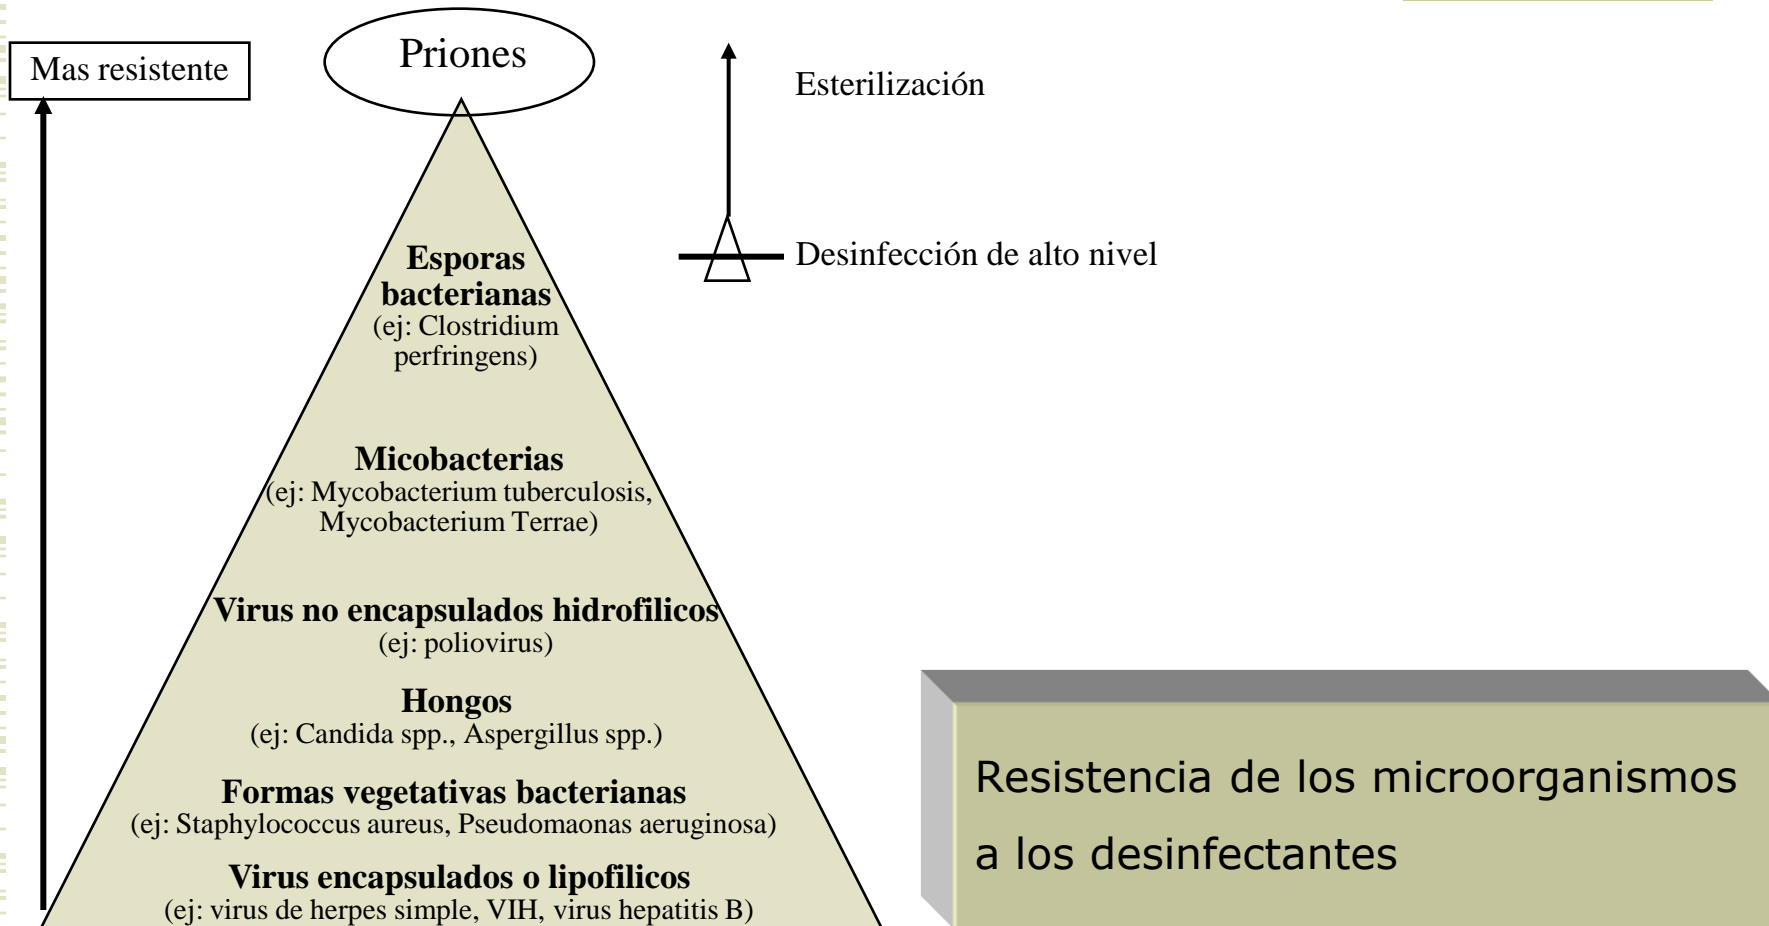 Mas resistente
Priones
Esterilización
Desinfección de alto nivel
Esporas
bacterianas
(ej: Clostridium
perfringens)
Micobacterias
(ej: Mycobacterium tuberculosis,
Mycobacterium Terrae)
Virus no encapsulados hidrofilicos
(ej: poliovirus)
Hongos
(ej: Candida spp., Aspergillus spp.)
Formas vegetativas bacterianas
(ej: Staphylococcus aureus, Pseudomaonas aeruginosa)
Virus encapsulados o lipofilicos
(ej: virus de herpes simple, VIH, virus hepatitis B)
Resistencia de los microorganismos
a los desinfectantes